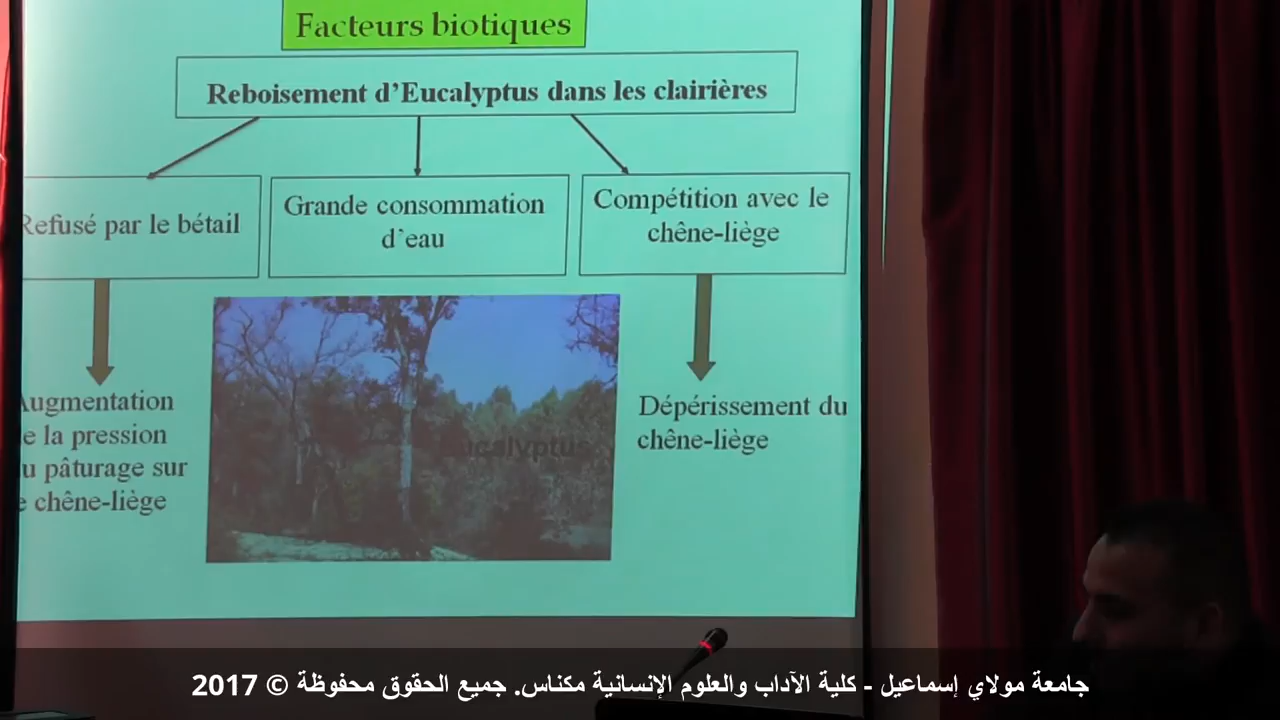 Facteurs biotiques
Reboisement d'Eucalyptus dans les clairières
Refusé par le bétail
Grande consommation
d'eau
Compétition avec le
chêne-liège
Augmentation
e la pression
u pâturage sur
e chêne-liège
Eucalyptus
Dépérissement du
chêne-liège
جامعة مولاي إسماعيل - كلية الآداب والعلوم الإنسانية مكناس. جميع الحقوق محفوظة © 2017